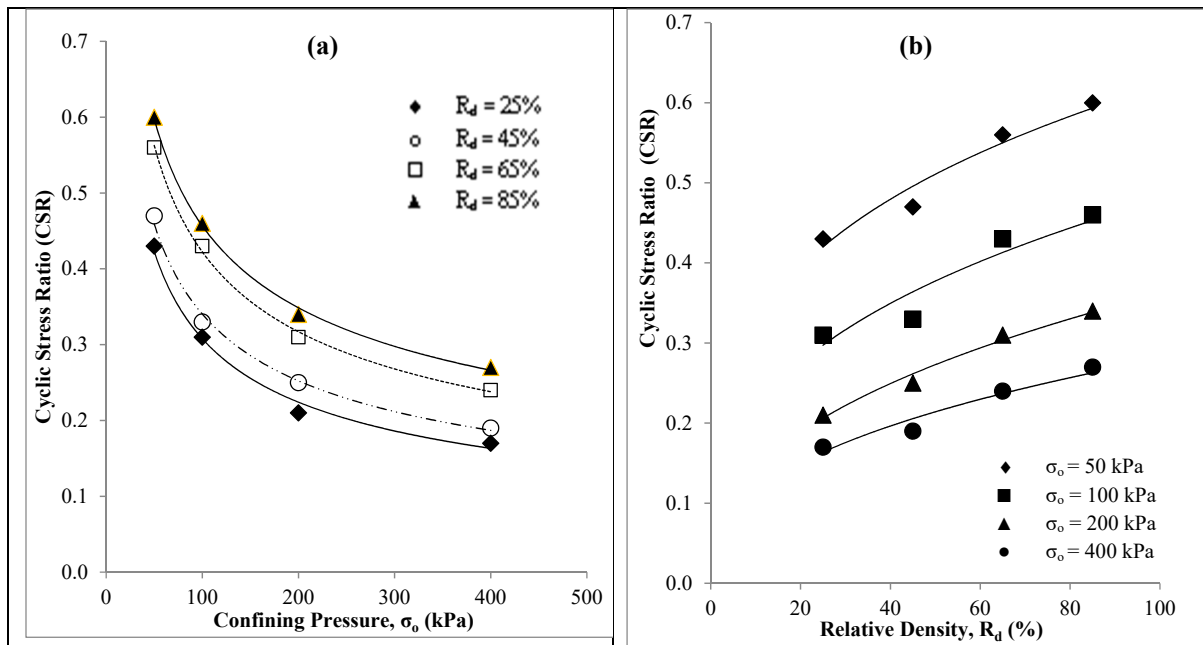 (a)
0.7
0.6
0.5
0.4
0.3
0.2
0.1
0.0
Cyclic Stress Ratio (CSR)
R_d = 25%
R_d = 45%
R_d = 65%
R_d = 85%
0 100 200 300 400 500
Confining Pressure, σ_o (kPa)
(b)
0.7
0.6
0.5
0.4
0.3
0.2
0.1
0.0
Cyclic Stress Ratio (CSR)
σ_o = 50 kPa
σ_o = 100 kPa
σ_o = 200 kPa
σ_o = 400 kPa
0 20 40 60 80 100
Relative Density, R_d (%)